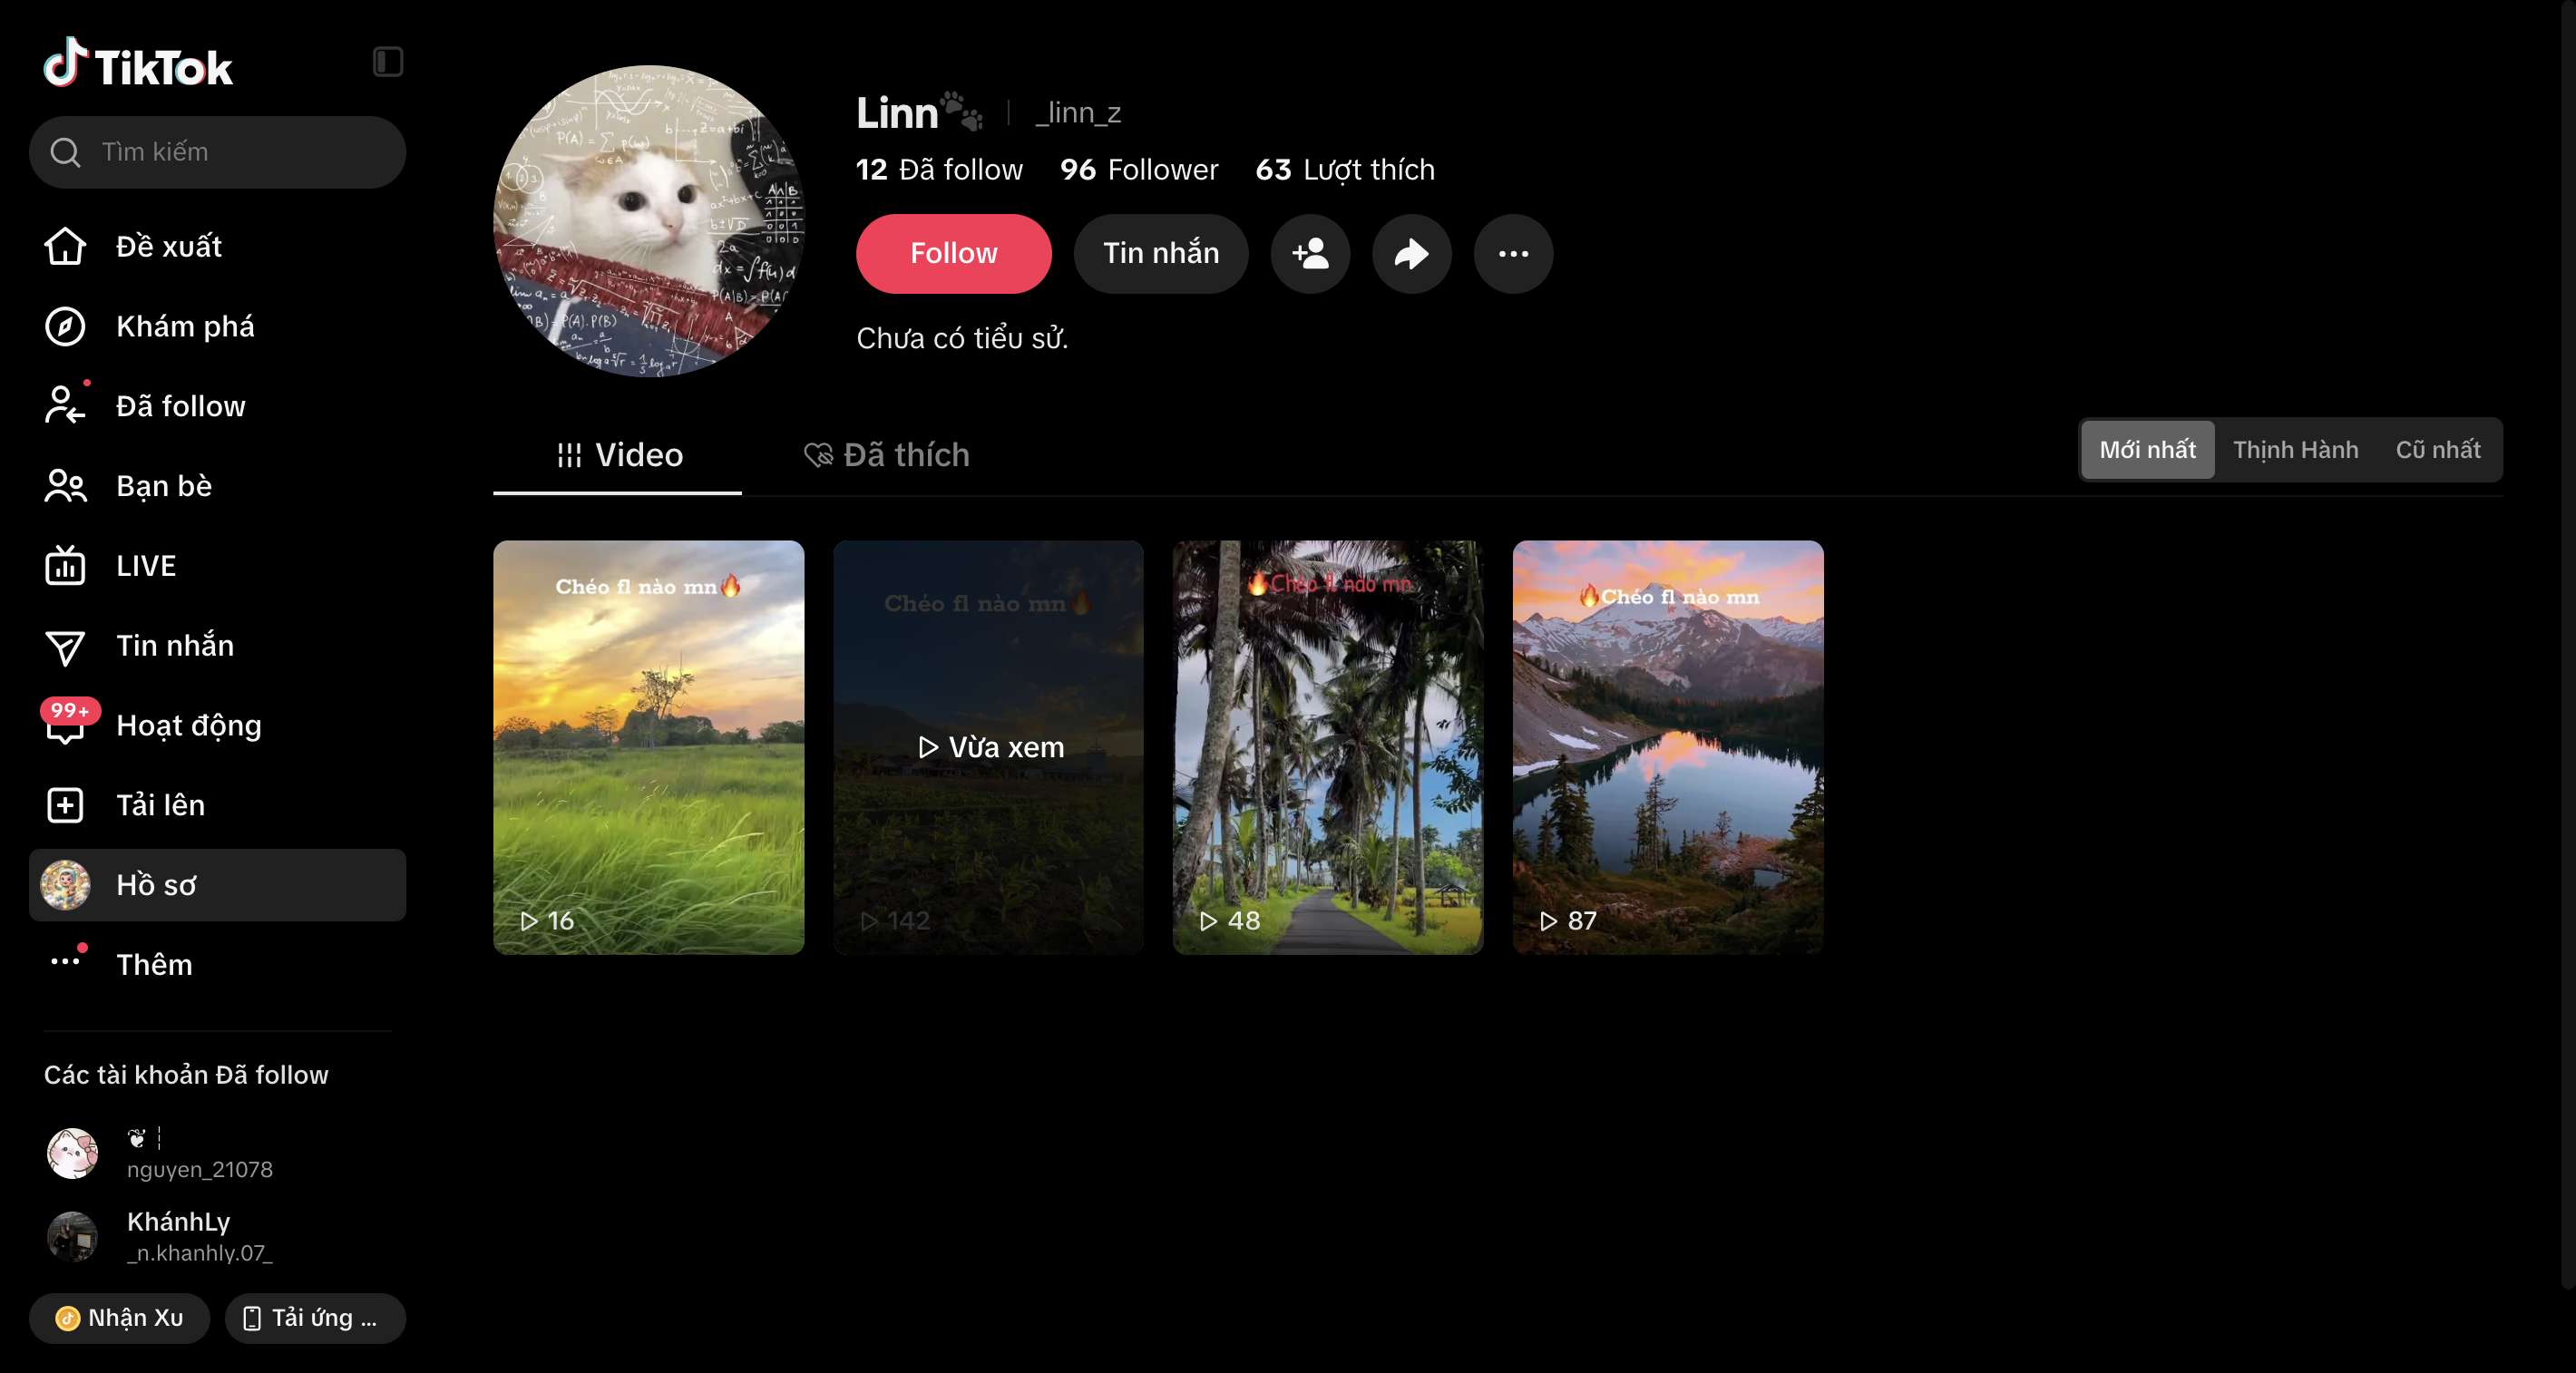 TikTok
Tìm kiếm
Đề xuất
Khám phá
Đã follow
Bạn bè
LIVE
Tin nhắn
99+
Hoạt động
Tải lên
Hồ sơ
Thêm
Các tài khoản Đã follow
❦ ┊
nguyen_21078
KhánhLy
_n.khanhly.07_
Nhận Xu
Tải ứng ...
Linn🐾 _linn_z
12 Đã follow 96 Follower 63 Lượt thích
Follow Tin nhắn
Chưa có tiểu sử.
Video Đã thích
Mới nhất Thịnh Hành Cũ nhất
Chéo fl nào mn🔥
16
Chéo fl nào mn🔥
Vừa xem
142
🔥Chéo fl nào mn
48
🔥Chéo fl nào mn
87